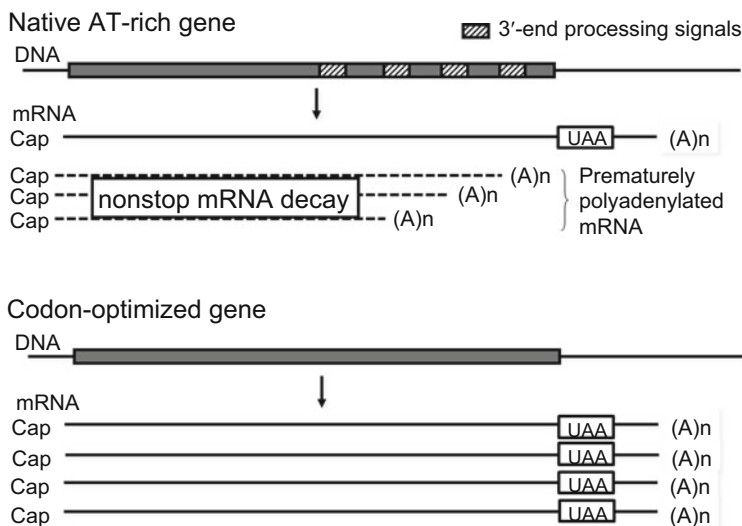 Native AT-rich gene
3′-end processing signals
DNA
mRNA
Cap UAA (A)n
Cap (A)n
Cap nonstop mRNA decay (A)n
Cap (A)n
Prematurely
polyadenylated
mRNA
Codon-optimized gene
DNA
mRNA
Cap UAA (A)n
Cap UAA (A)n
Cap UAA (A)n
Cap UAA (A)n